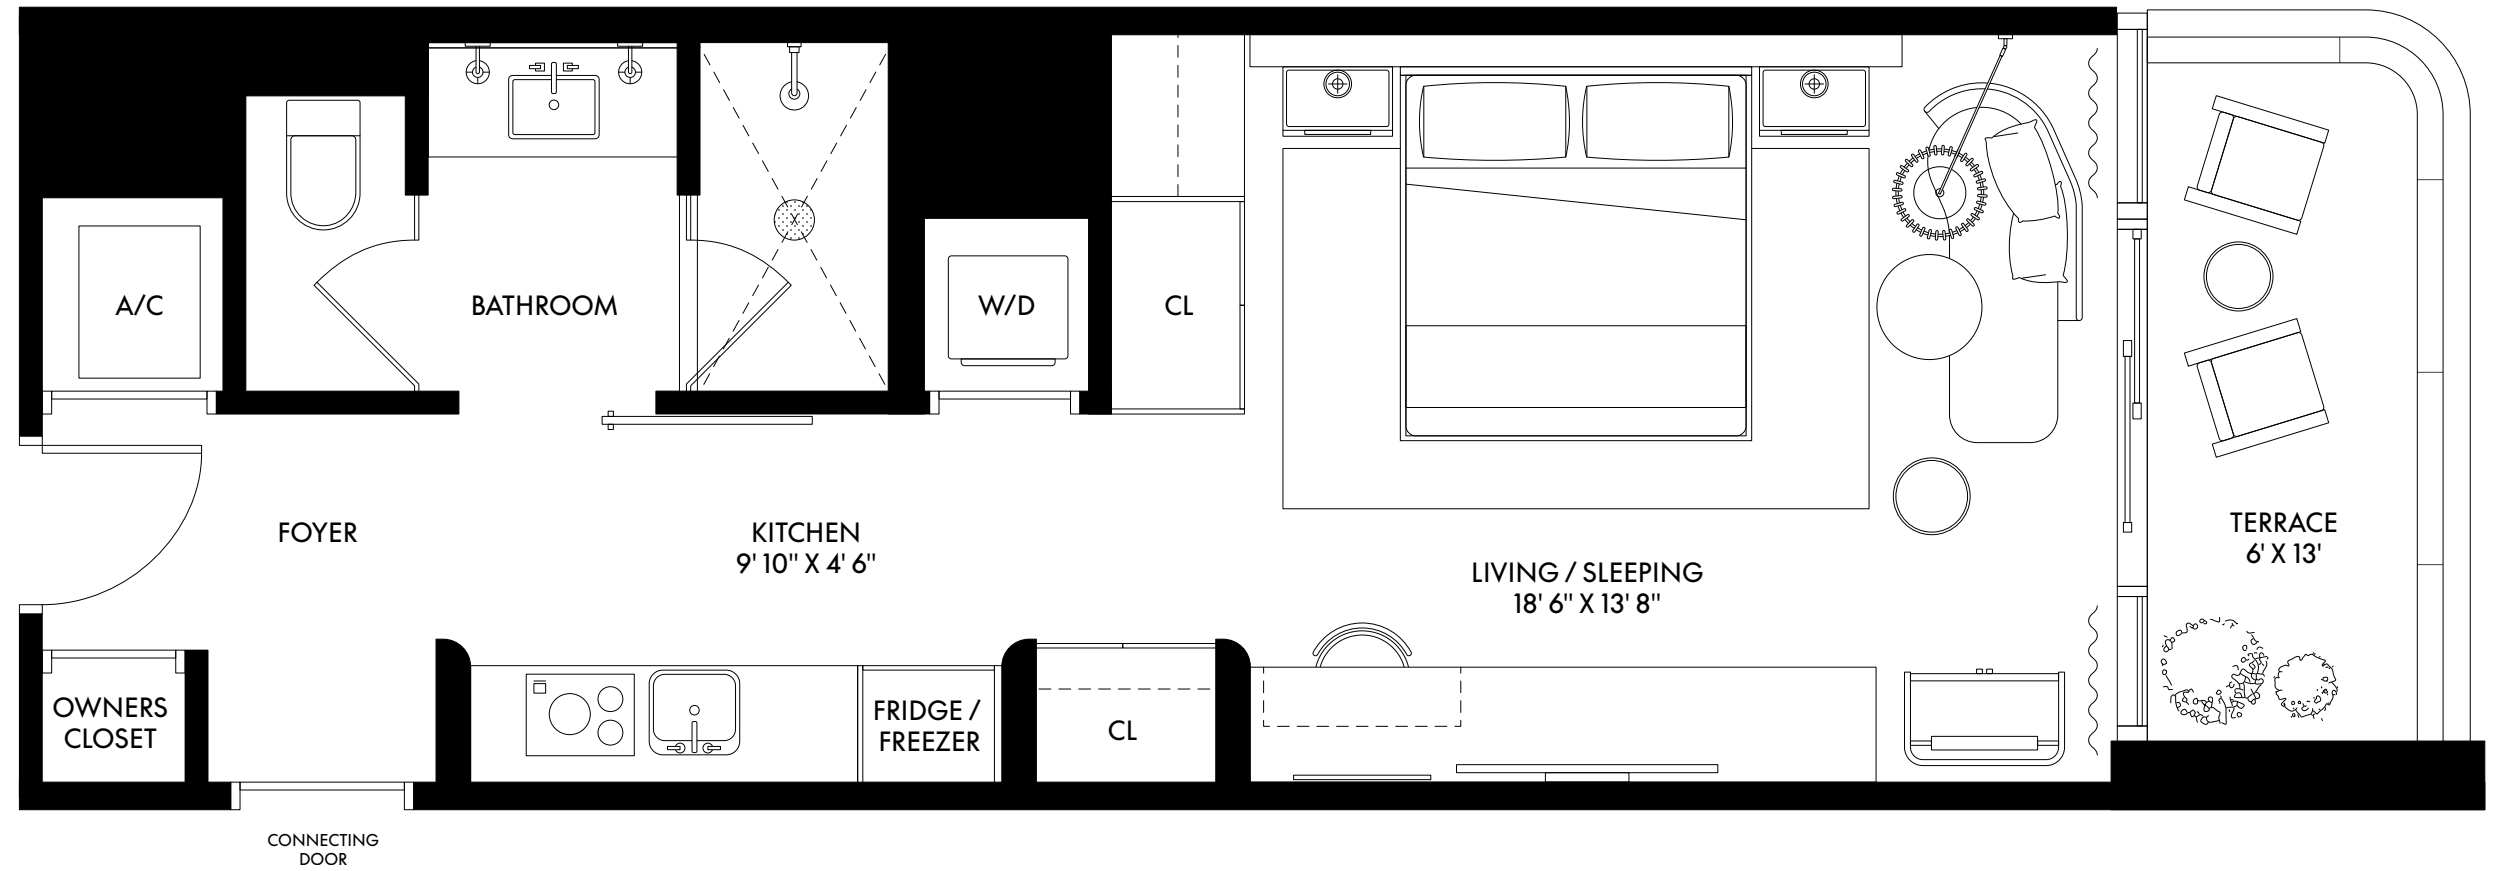 A/C
BATHROOM
W/D
CL
FOYER
KITCHEN
9' 10" X 4' 6"
LIVING / SLEEPING
18' 6" X 13' 8"
TERRACE
6' X 13'
OWNERS
CLOSET
FRIDGE /
FREEZER
CL
CONNECTING
DOOR